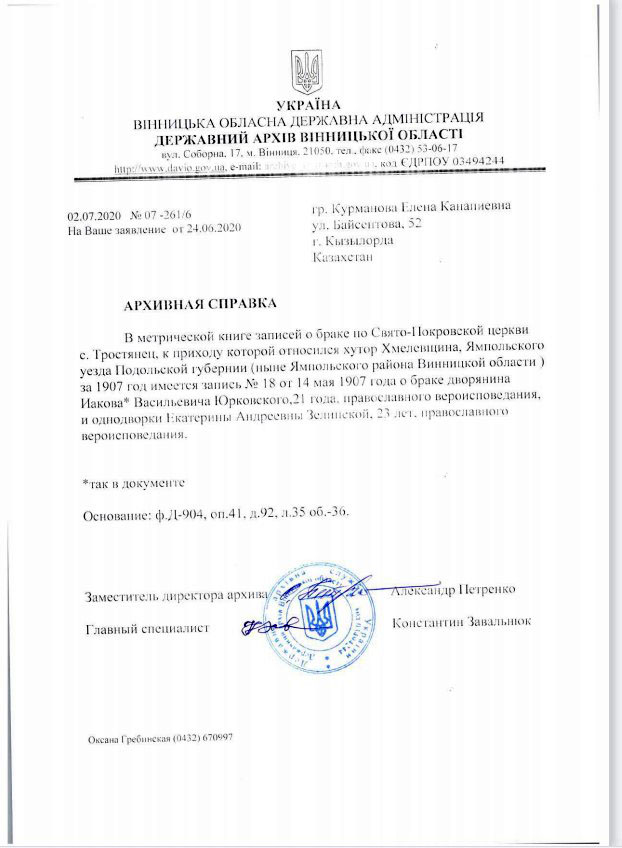 УКРАЇНА
ВІННИЦЬКА ОБЛАСНА ДЕРЖАВНА АДМІНІСТРАЦІЯ
ДЕРЖАВНИЙ АРХІВ ВІННИЦЬКОЇ ОБЛАСТІ
вул. Соборна, 17, м. Вінниця, 21050, тел., факс (0432) 53-06-17
http://www.davio.gov.ua, e-mail: код ЄДРПОУ 03494244
02.07.2020 № 07 -261/6
На Ваше заявление от 24.06.2020
гр. Курманова Елена Канапиевна
ул. Байсеитова, 52
г. Кызылорда
Казахстан
АРХИВНАЯ СПРАВКА
В метрической книге записей о браке по Свято-Покровской церкви
с. Тростянец, к приходу которой относился хутор Хмелевщина, Ямпольского
уезда Подольской губернии (ныне Ямпольского района Винницкой области )
за 1907 год имеется запись № 18 от 14 мая 1907 года о браке дворянина
Иакова* Васильевича Юрковского,21 года, православного вероисповедания,
и однодворки Екатерины Андреевны Зелинской, 23 лет, православного
вероисповедания.
*так в документе
Основание: ф.Д-904, оп.41, д.92, л.35 об.-36.
Заместитель директора архива Александр Петренко
Главный специалист Константин Завальнюк
Оксана Гребинская (0432) 670997